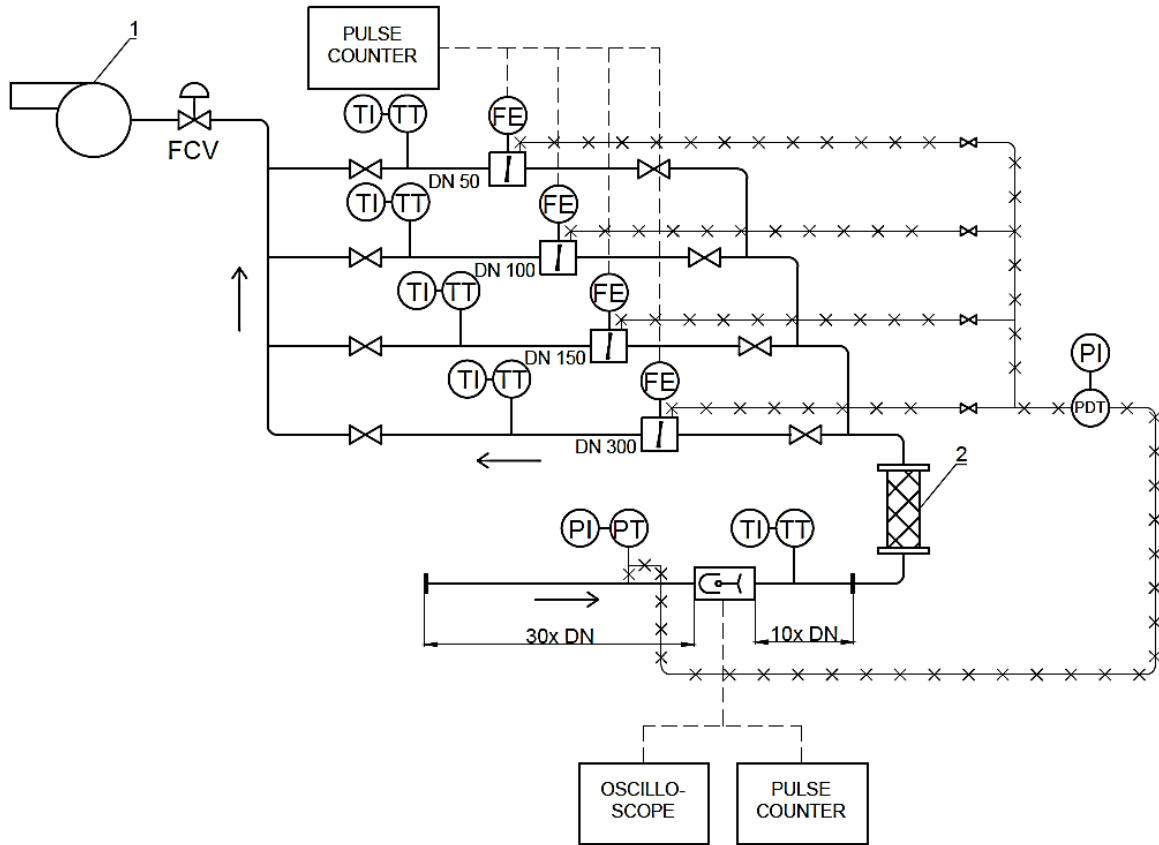 1
PULSE
COUNTER
FCV
TI
TT
FE
DN 50
TI
TT
FE
DN 100
TI
TT
FE
DN 150
TI
TT
FE
DN 300
PI
PDT
2
PI
PT
TI
TT
30x DN
10x DN
OSCILLO-
SCOPE
PULSE
COUNTER